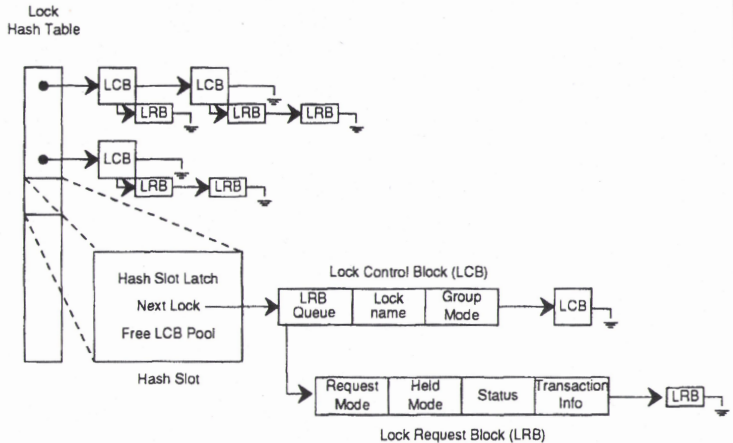 Lock
Hash Table
LCB
LCB
LRB
LRB
LRB
LCB
LRB
LRB
Hash Slot Latch
Next Lock
Free LCB Pool
Hash Slot
Lock Control Block (LCB)
LRB
Queue
Lock
name
Group
Mode
LCB
Request
Mode
Held
Mode
Status
Transaction
Info
LRB
Lock Request Block (LRB)